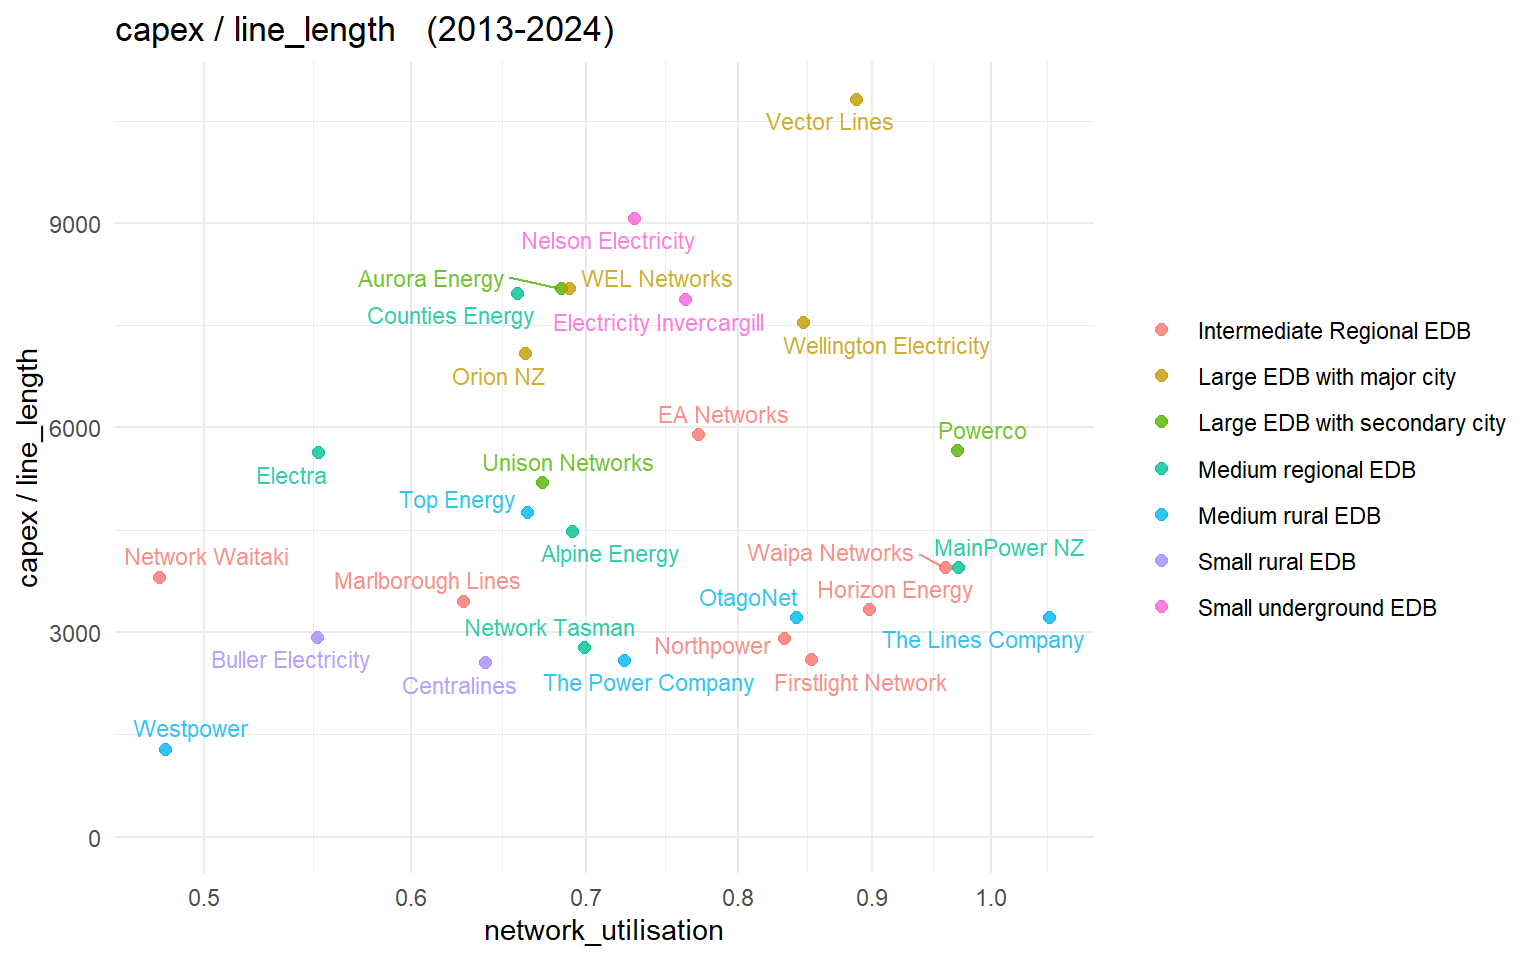 capex / line_length (2013-2024)
capex / line_length
9000
6000
3000
0
Vector Lines
Nelson Electricity
Aurora Energy
WEL Networks
Counties Energy
Electricity Invercargill
Wellington Electricity
Orion NZ
EA Networks
Powerco
Electra
Unison Networks
Top Energy
Alpine Energy
Waipa Networks
MainPower NZ
Network Waitaki
Marlborough Lines
Horizon Energy
OtagoNet
Network Tasman
Northpower
The Lines Company
Buller Electricity
Centralines
The Power Company
Firstlight Network
Westpower
0.5
0.6
0.7
0.8
0.9
1.0
network_utilisation
Intermediate Regional EDB
Large EDB with major city
Large EDB with secondary city
Medium regional EDB
Medium rural EDB
Small rural EDB
Small underground EDB